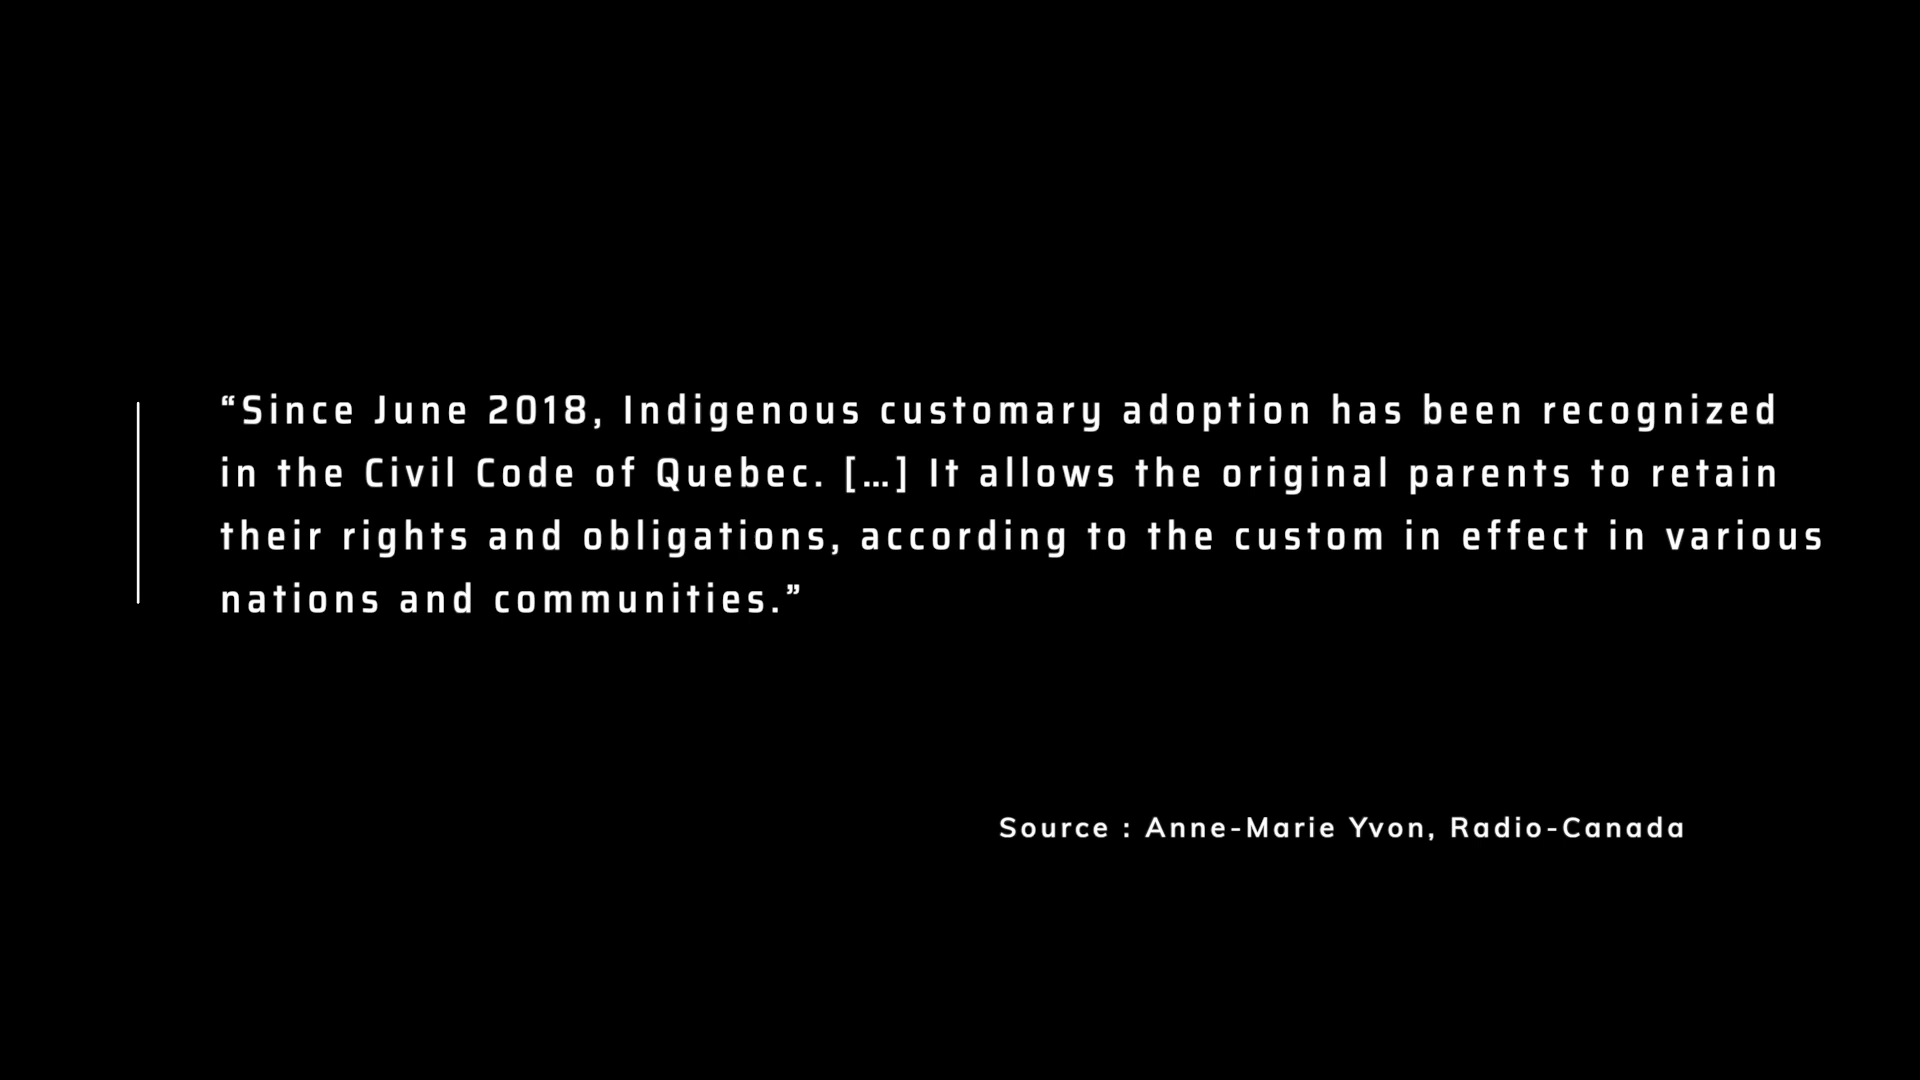 “Since June 2018, Indigenous customary adoption has been recognized
in the Civil Code of Quebec. […] It allows the original parents to retain
their rights and obligations, according to the custom in effect in various
nations and communities.”
Source : Anne-Marie Yvon, Radio-Canada